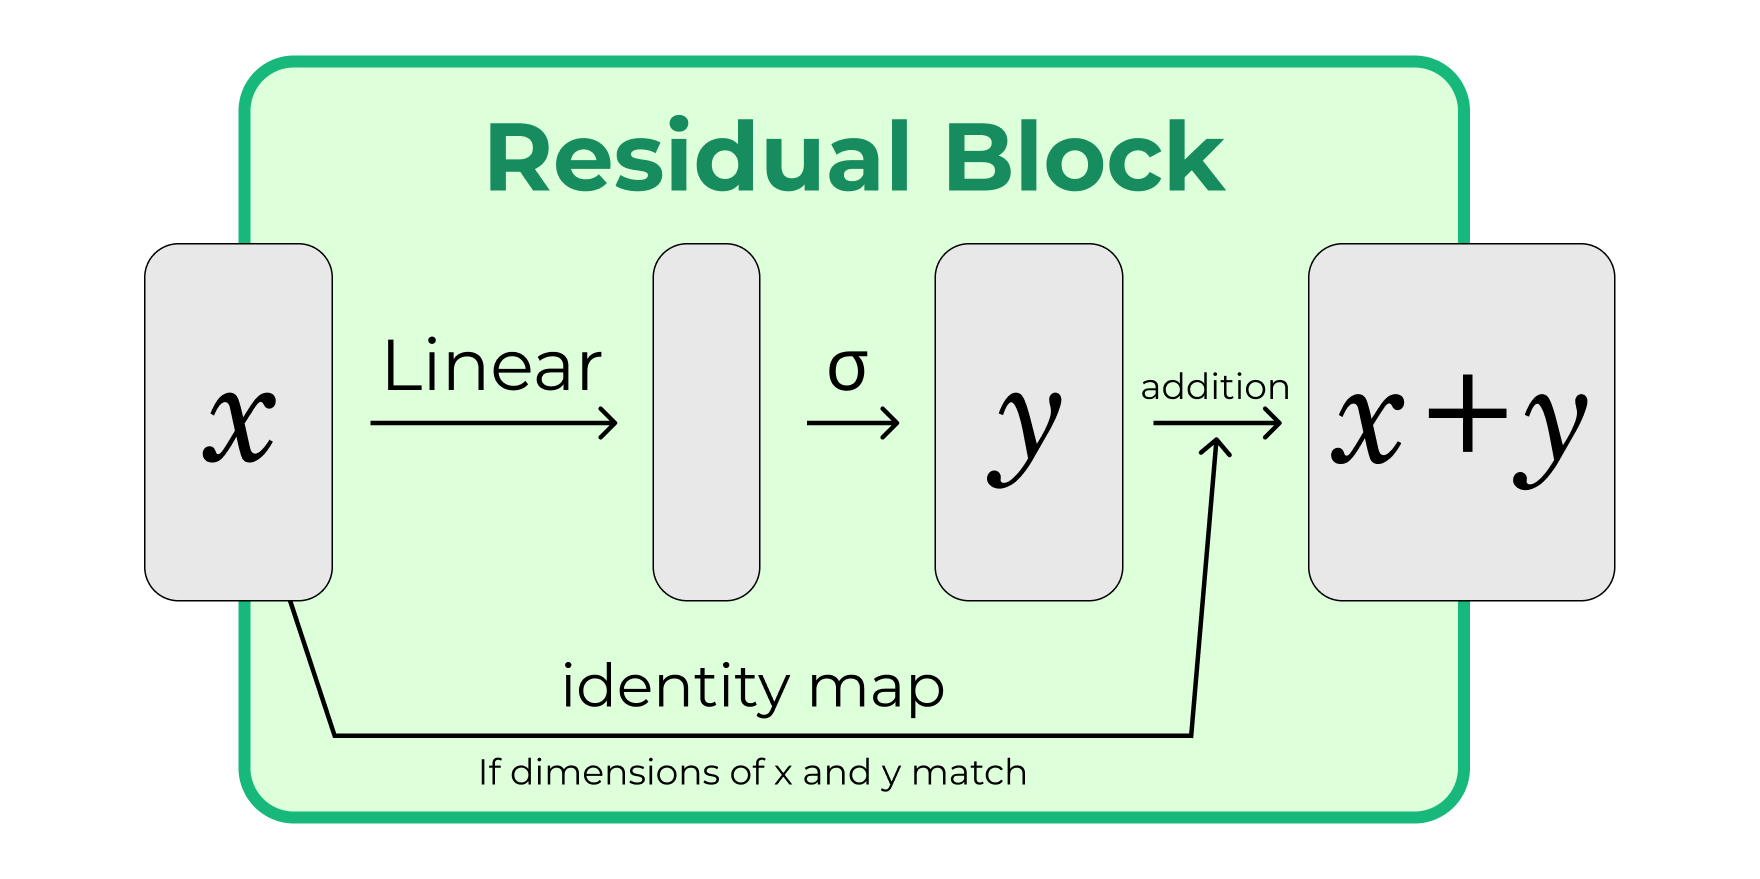 Residual Block
x
Linear
σ
y
addition
x+y
identity map
If dimensions of x and y match